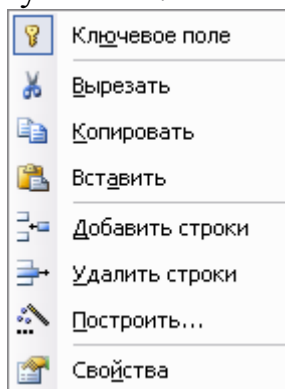 Ключевое поле
Вырезать
Копировать
Вставить
Добавить строки
Удалить строки
Построить...
Свойства